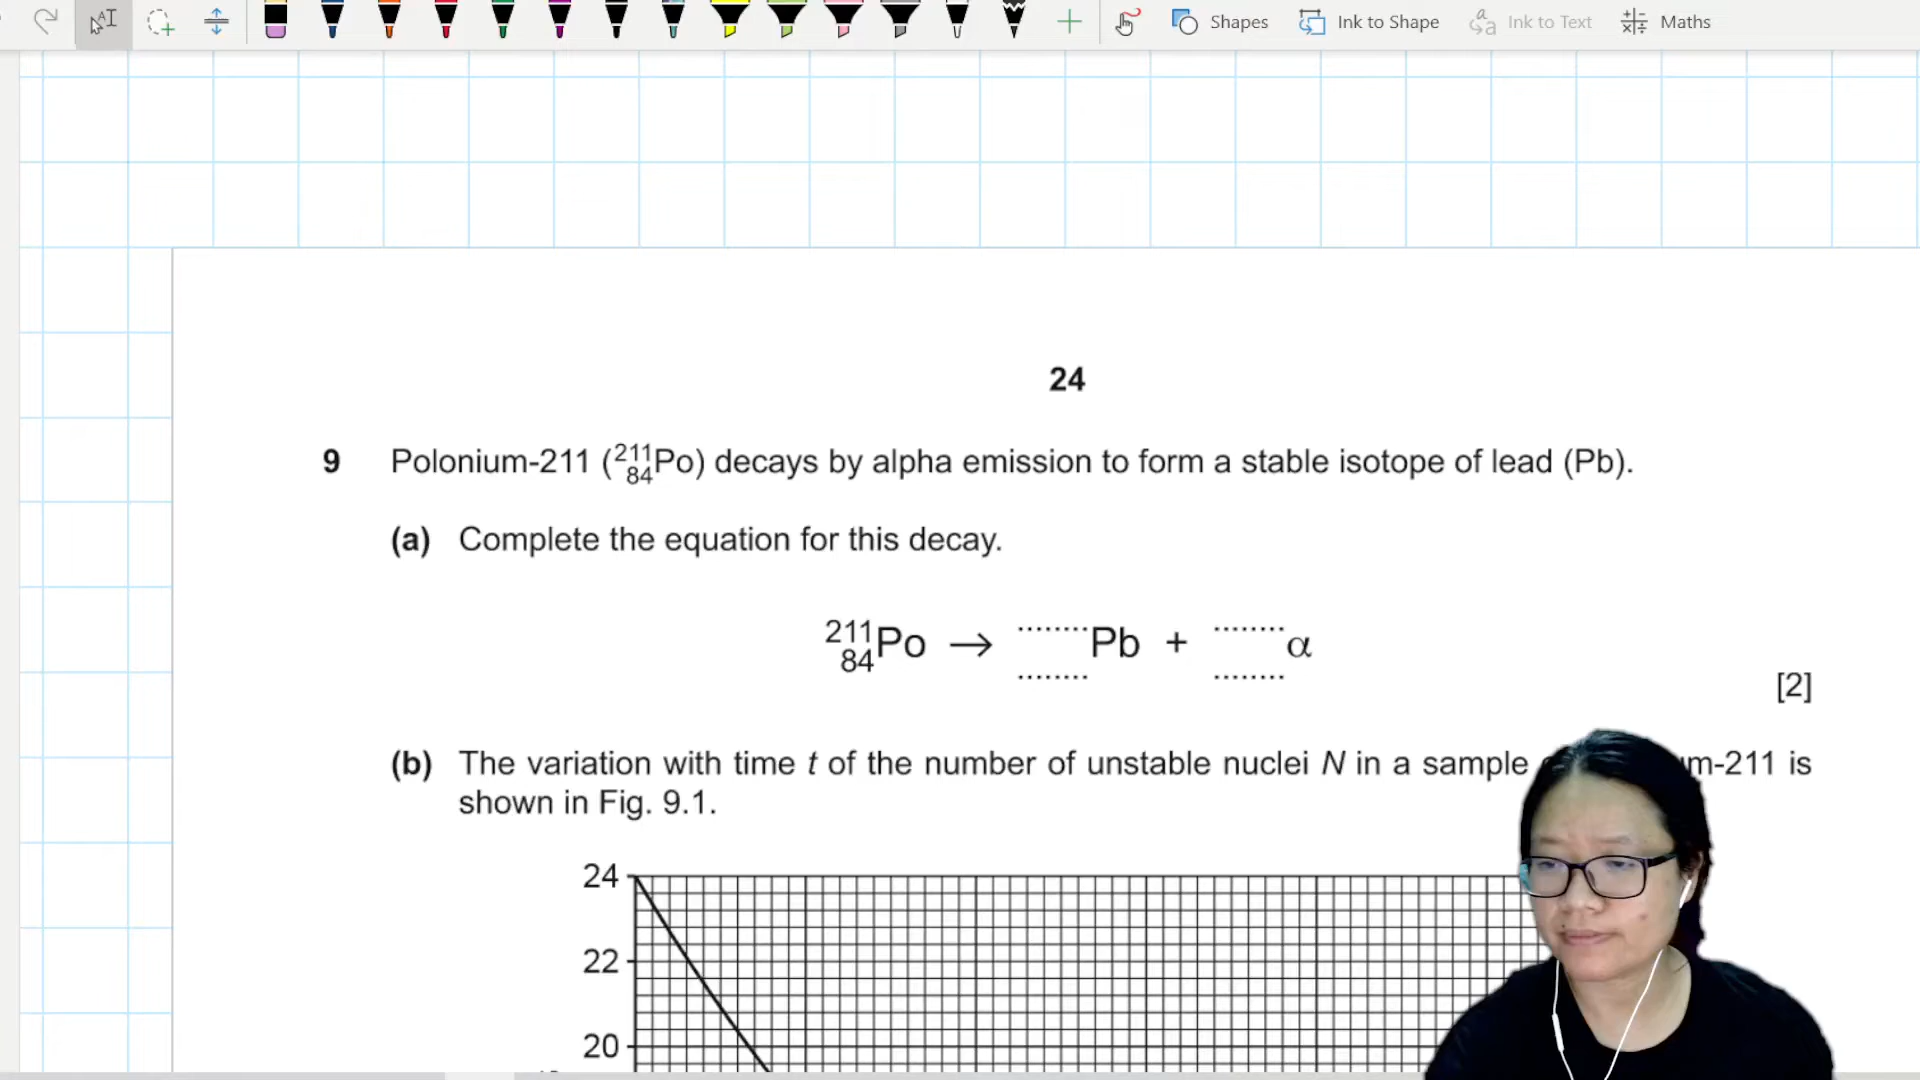 Shapes Ink to Shape Ink to Text Maths
24
9 Polonium-211 (²¹¹₈₄Po) decays by alpha emission to form a stable isotope of lead (Pb).
(a) Complete the equation for this decay.
²¹¹₈₄Po → ........ ........Pb + ........ ........α
[2]
(b) The variation with time t of the number of unstable nuclei N in a sample m-211 is
shown in Fig. 9.1.
24
22
20